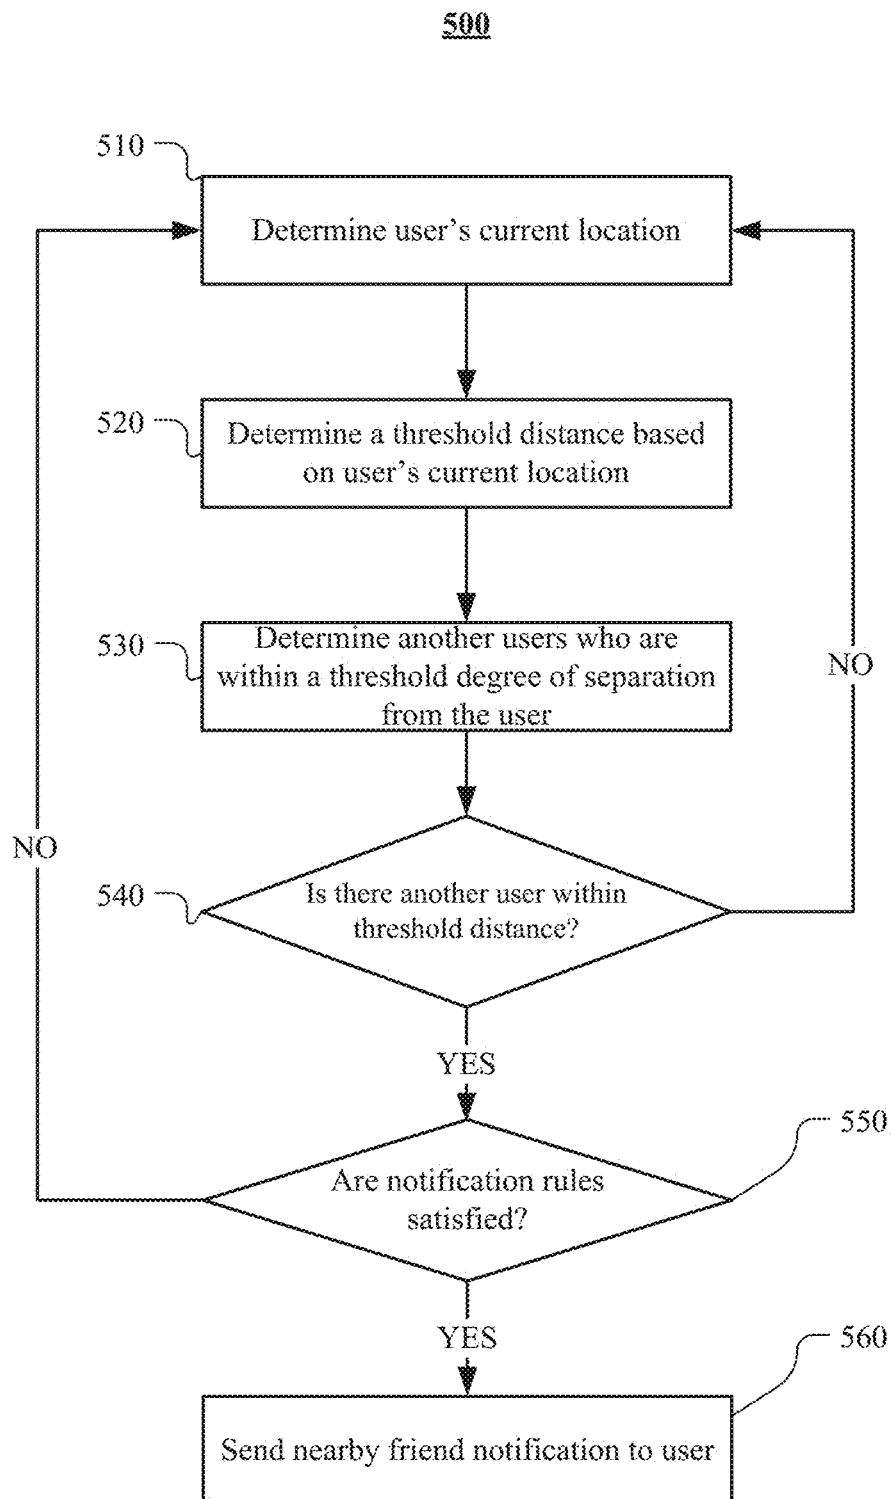 500
510
Determine user's current location
520
Determine a threshold distance based
on user's current location
530
Determine another users who are
within a threshold degree of separation
from the user
NO
NO
540
Is there another user within
threshold distance?
YES
550
Are notification rules
satisfied?
YES
560
Send nearby friend notification to user